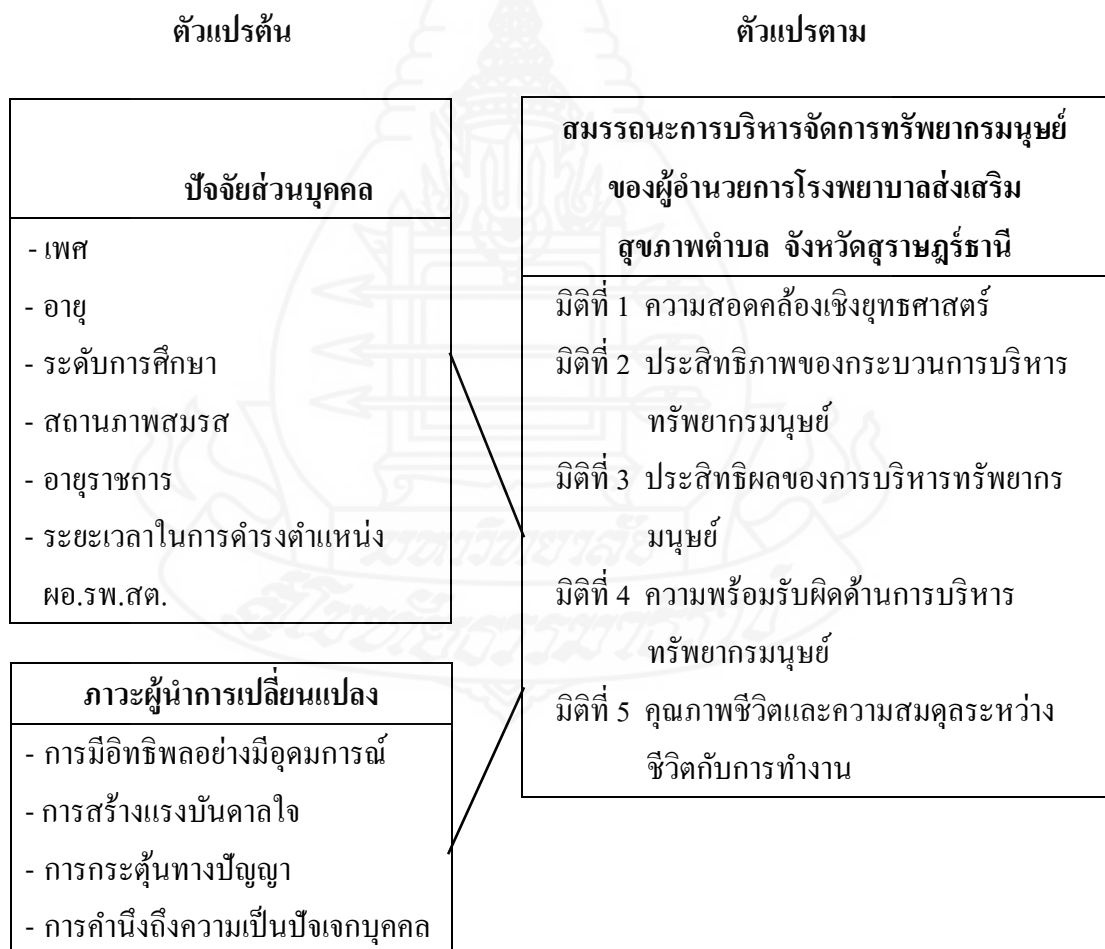 ตัวแปรต้น
ตัวแปรตาม
ปัจจัยส่วนบุคคล
- เพศ
- อายุ
- ระดับการศึกษา
- สถานภาพสมรส
- อายุราชการ
- ระยะเวลาในการดำรงตำแหน่ง
ผอ.รพ.สต.
ภาวะผู้นำการเปลี่ยนแปลง
- การมีอิทธิพลอย่างมีอุดมการณ์
- การสร้างแรงบันดาลใจ
- การกระตุ้นทางปัญญา
- การคำนึงถึงความเป็นปัจเจกบุคคล
สมรรถนะการบริหารจัดการทรัพยากรมนุษย์
ของผู้อำนวยการโรงพยาบาลส่งเสริม
สุขภาพตำบล จังหวัดสุราษฎร์ธานี
มิติที่ 1 ความสอดคล้องเชิงยุทธศาสตร์
มิติที่ 2 ประสิทธิภาพของกระบวนการบริหาร
ทรัพยากรมนุษย์
มิติที่ 3 ประสิทธิผลของการบริหารทรัพยากร
มนุษย์
มิติที่ 4 ความพร้อมรับผิดด้านการบริหาร
ทรัพยากรมนุษย์
มิติที่ 5 คุณภาพชีวิตและความสมดุลระหว่าง
ชีวิตกับการทำงาน
มหาวิทยาลัย
สุโขทัยธรรมาธิราช